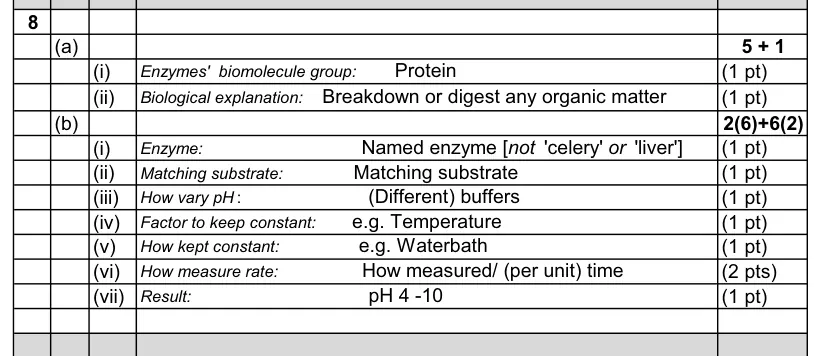 8
(a) 5 + 1
(i) Enzymes' biomolecule group: Protein (1 pt)
(ii) Biological explanation: Breakdown or digest any organic matter (1 pt)
(b) 2(6)+6(2)
(i) Enzyme: Named enzyme [not 'celery' or 'liver'] (1 pt)
(ii) Matching substrate: Matching substrate (1 pt)
(iii) How vary pH : (Different) buffers (1 pt)
(iv) Factor to keep constant: e.g. Temperature (1 pt)
(v) How kept constant: e.g. Waterbath (1 pt)
(vi) How measure rate: How measured/ (per unit) time (2 pts)
(vii) Result: pH 4 -10 (1 pt)